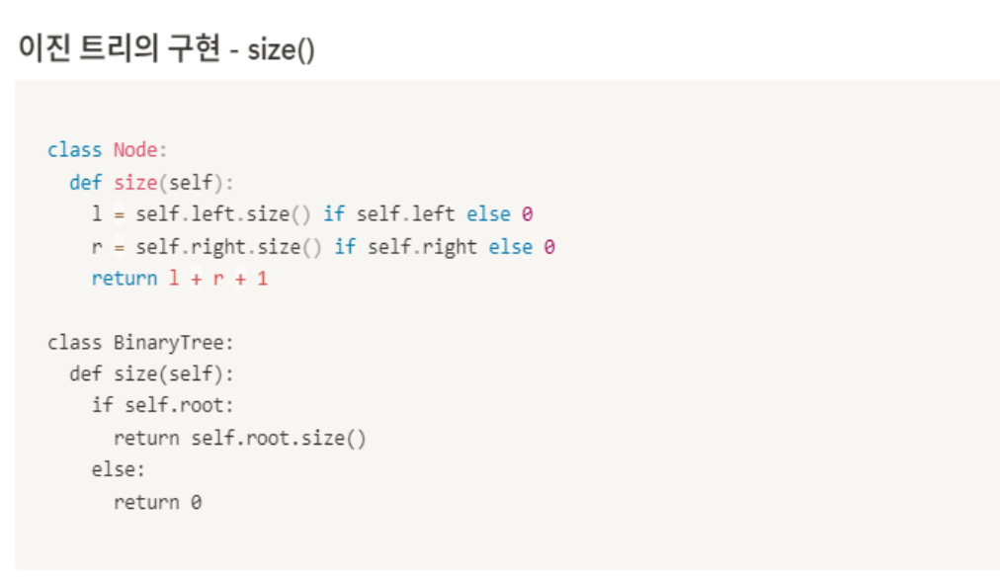 이진 트리의 구현 - size()
class Node:
  def size(self):
    l = self.left.size() if self.left else 0
    r = self.right.size() if self.right else 0
    return l + r + 1
class BinaryTree:
  def size(self):
    if self.root:
      return self.root.size()
    else:
      return 0